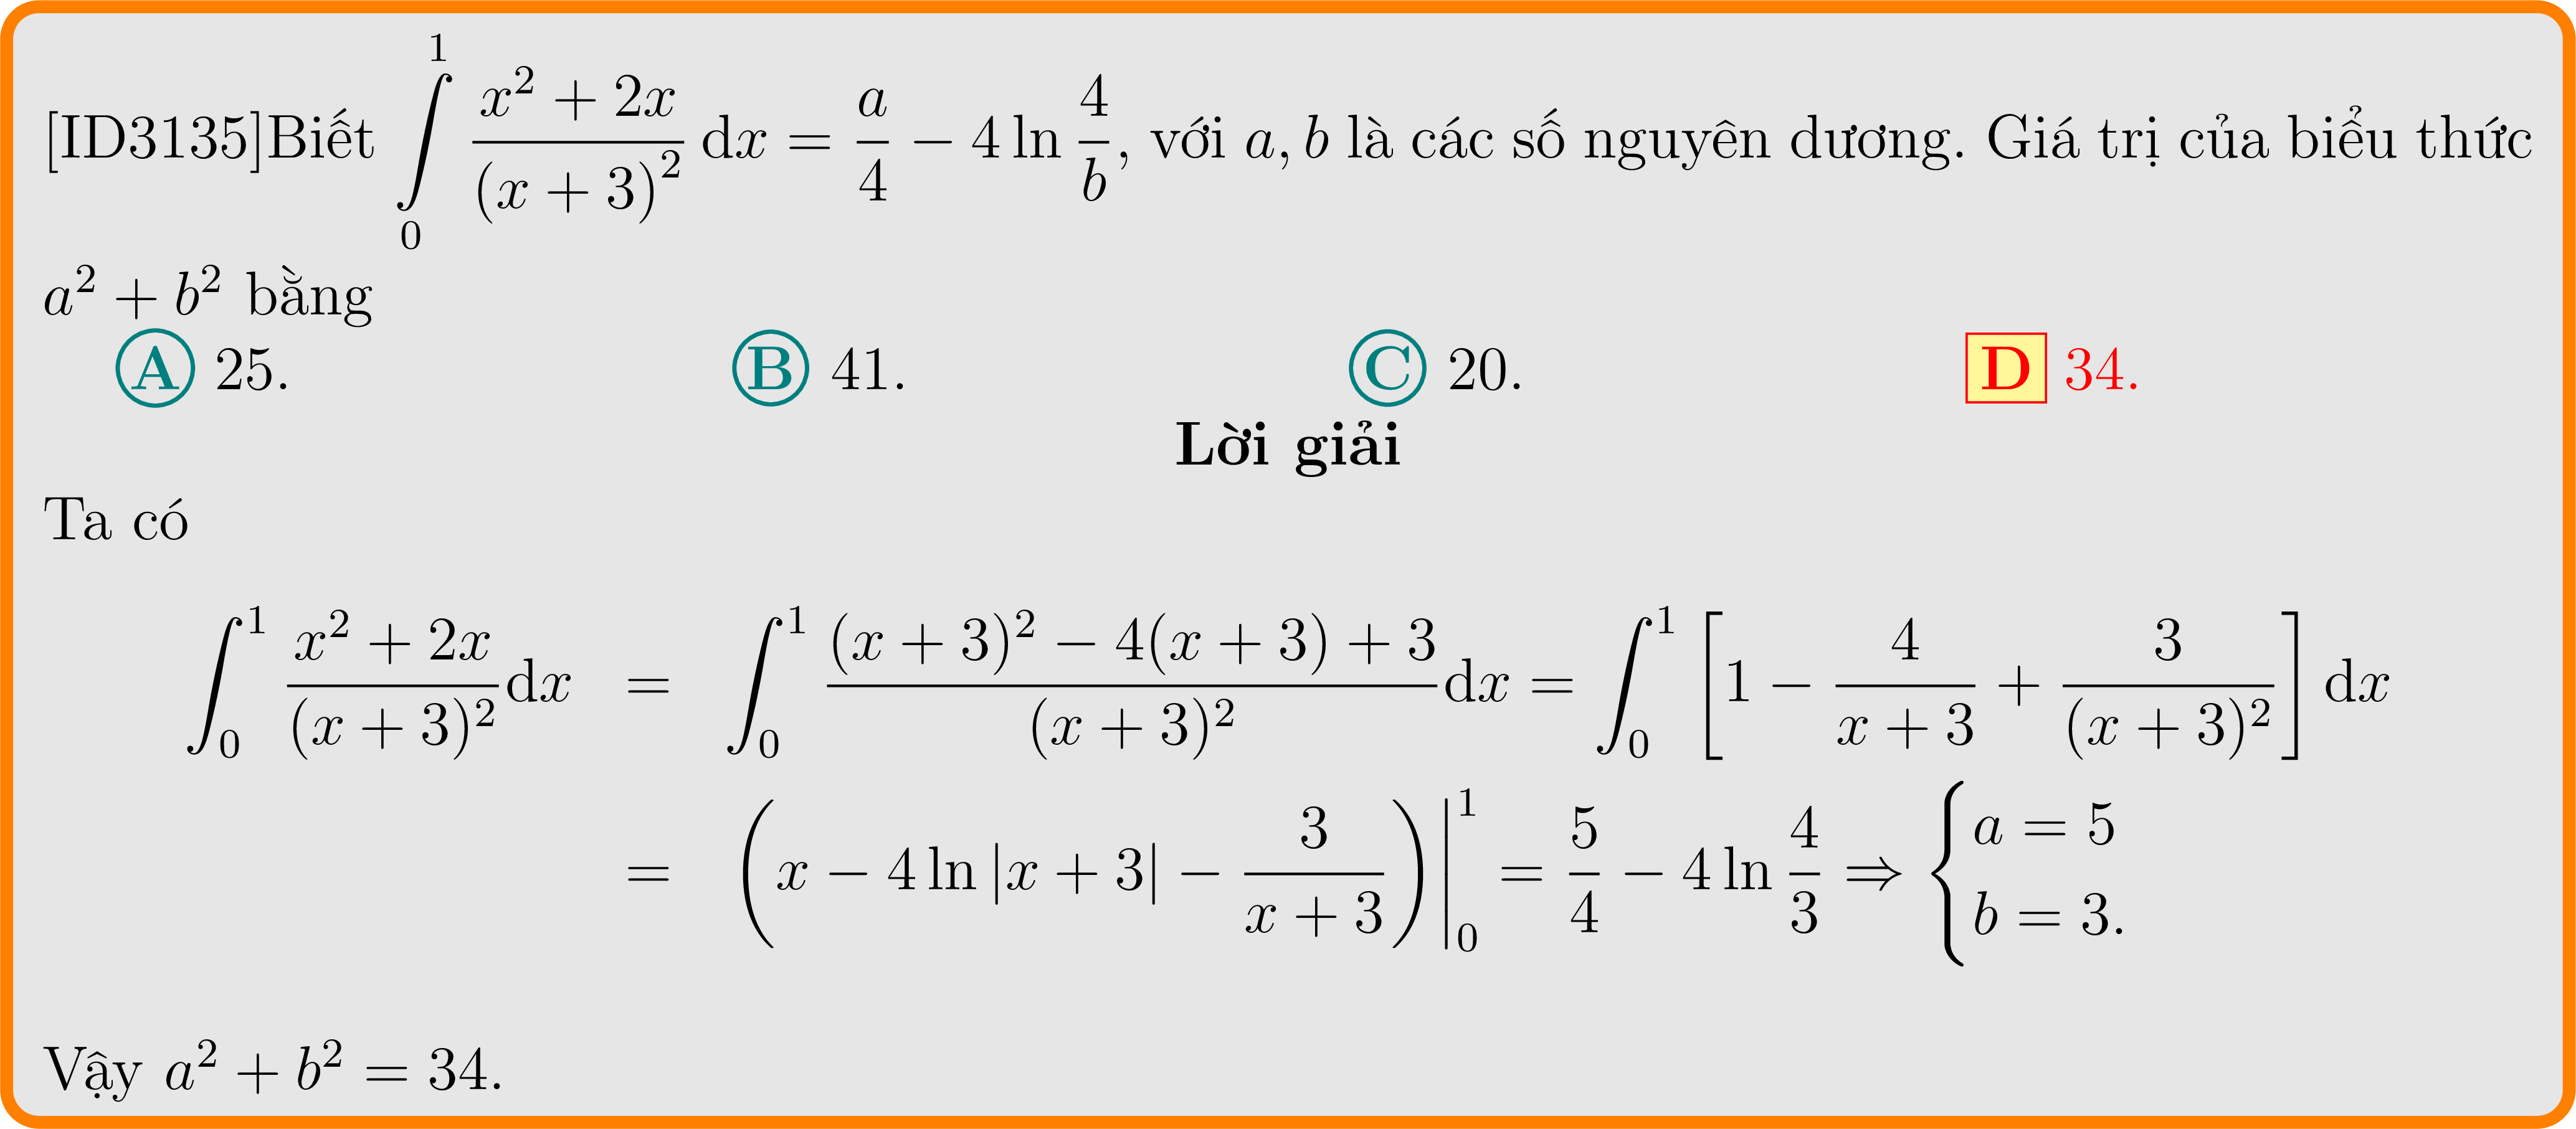 [ID3135]Biết $\int\limits_0^1 \frac{x^2 + 2x}{(x + 3)^2} \mathrm{d}x = \frac{a}{4} - 4 \ln \frac{4}{b}$, với $a, b$ là các số nguyên dương. Giá trị của biểu thức
$a^2 + b^2$ bằng
A 25. B 41. C 20. D 34.
Lời giải
Ta có
$\int_0^1 \frac{x^2 + 2x}{(x + 3)^2} \mathrm{d}x = \int_0^1 \frac{(x + 3)^2 - 4(x + 3) + 3}{(x + 3)^2} \mathrm{d}x = \int_0^1 \left[ 1 - \frac{4}{x + 3} + \frac{3}{(x + 3)^2} \right] \mathrm{d}x$
$= \left( x - 4 \ln |x + 3| - \frac{3}{x + 3} \right) \Big|_0^1 = \frac{5}{4} - 4 \ln \frac{4}{3} \Rightarrow \begin{cases} a = 5 \\ b = 3. \end{cases}$
Vậy $a^2 + b^2 = 34.$